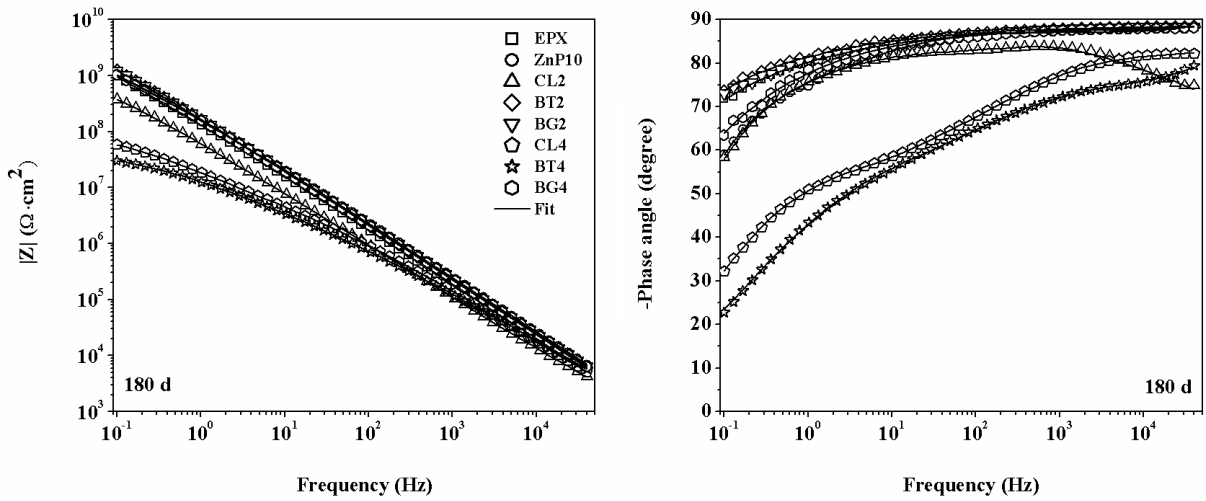 10^10
10^9
10^8
10^7
10^6
10^5
10^4
10^3
|Z| (Ω·cm²)
EPX
ZnP10
CL2
BT2
BG2
CL4
BT4
BG4
Fit
180 d
10^-1
10^0
10^1
10^2
10^3
10^4
Frequency (Hz)
90
80
70
60
50
40
30
20
10
0
-Phase angle (degree)
180 d
10^-1
10^0
10^1
10^2
10^3
10^4
Frequency (Hz)